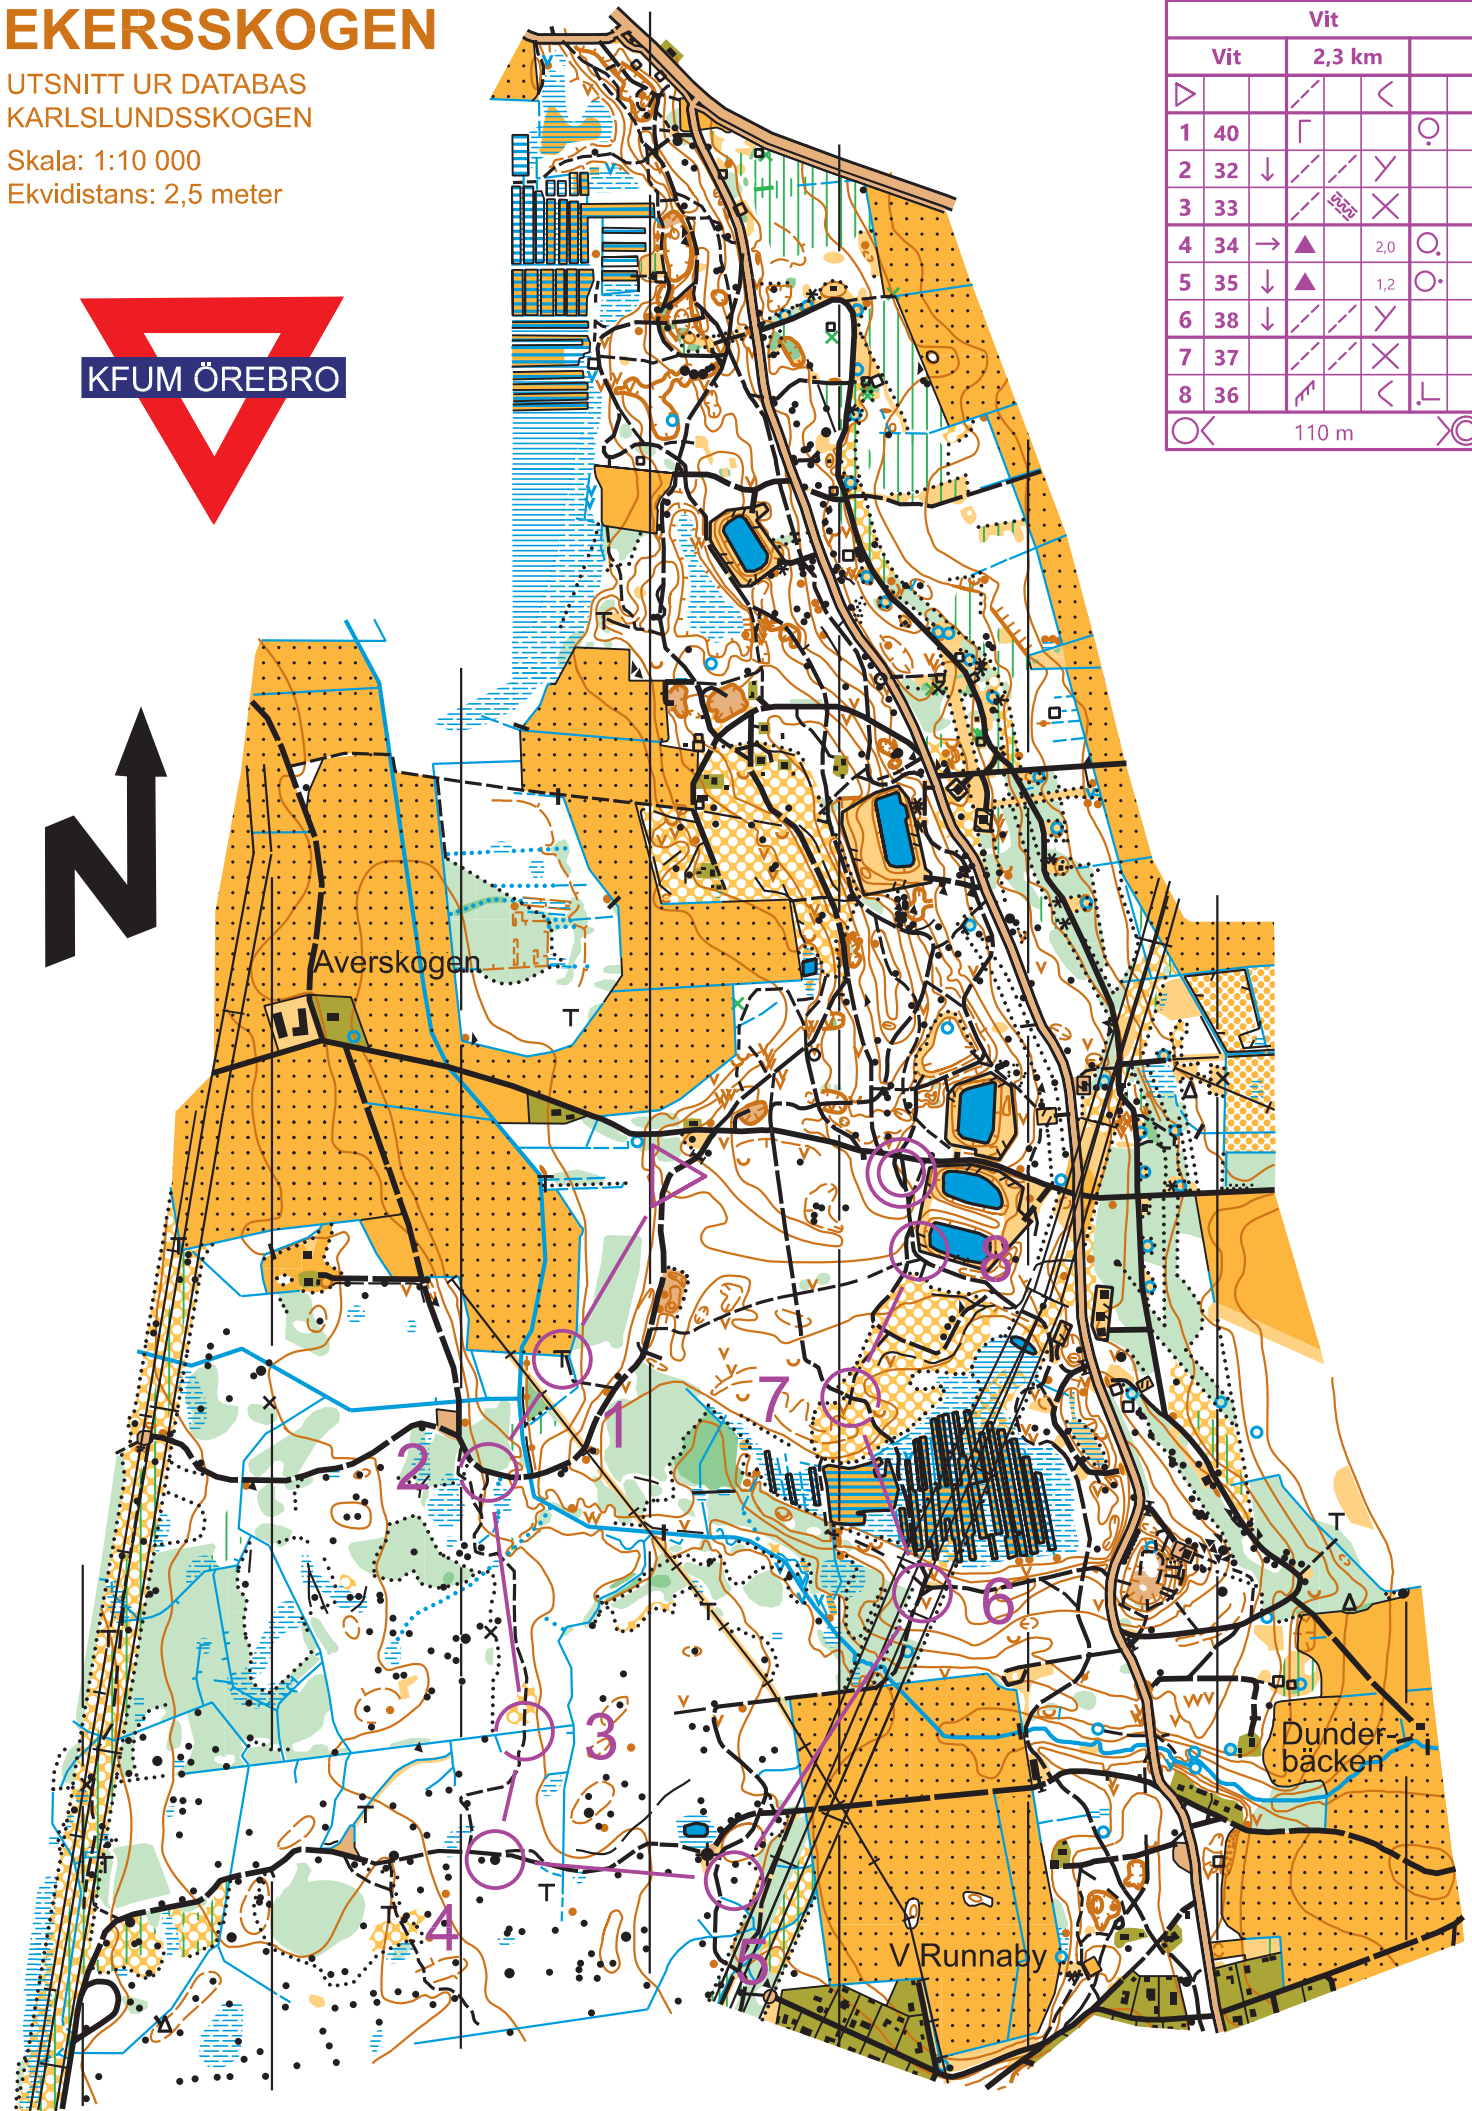 EKERSSKOGEN
UTSNITT UR DATABAS
KARLSLUNDSSKOGEN
Skala: 1:10 000
Ekvidistans: 2,5 meter
KFUM ÖREBRO
Vit
Vit 2,3 km
1 40
2 32
3 33
4 34 2,0
5 35 1,2
6 38
7 37
8 36
110 m
N
Averskogen
8
7
1
2
6
3
Dunder-
bäcken
4
5
V Runnaby